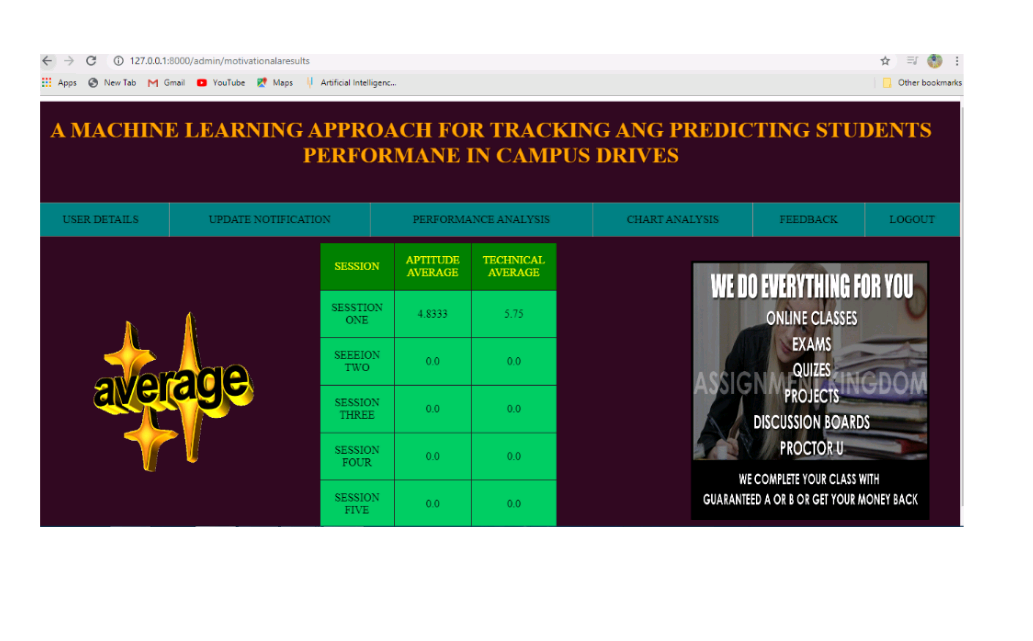 127.0.0.1:8000/admin/motivationalaresults
Apps New Tab Gmail YouTube Maps Artificial Intelligenc... Other bookmarks
A MACHINE LEARNING APPROACH FOR TRACKING ANG PREDICTING STUDENTS
PERFORMANE IN CAMPUS DRIVES
USER DETAILS UPDATE NOTIFICATION PERFORMANCE ANALYSIS CHART ANALYSIS FEEDBACK LOGOUT
average
SESSION APTITUDE AVERAGE TECHNICAL AVERAGE
SESSTION ONE 4.8333 5.75
SEEEION TWO 0.0 0.0
SESSION THREE 0.0 0.0
SESSION FOUR 0.0 0.0
SESSION FIVE 0.0 0.0
WE DO EVERYTHING FOR YOU
ONLINE CLASSES
EXAMS
QUIZES
ASSIGNMENT KINGDOM
PROJECTS
DISCUSSION BOARDS
PROCTOR U
WE COMPLETE YOUR CLASS WITH
GUARANTEED A OR B OR GET YOUR MONEY BACK